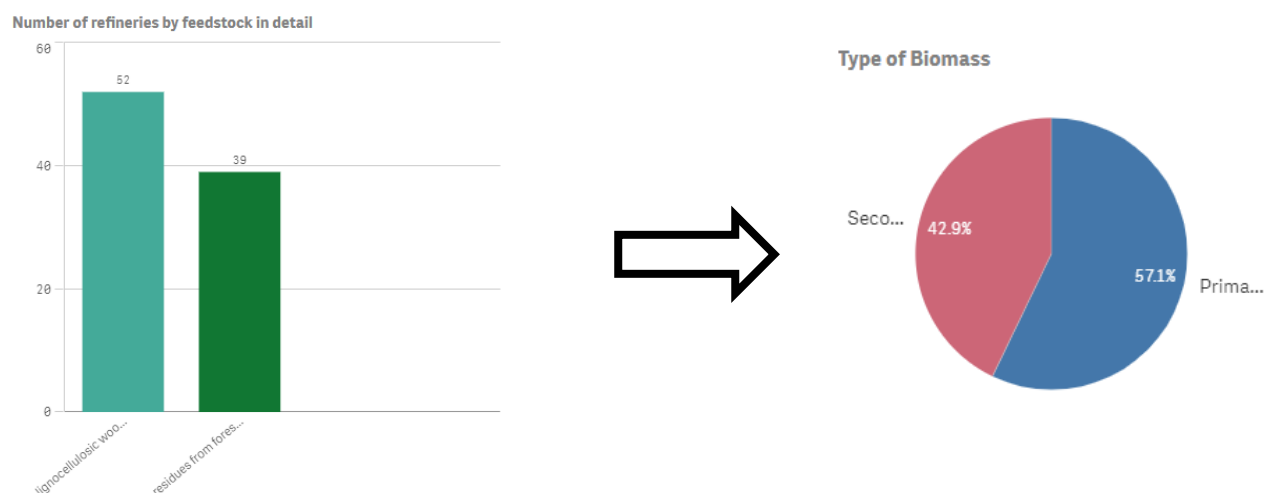 Number of refineries by feedstock in detail
60
52
40
39
20
0
lignocellulosic woo...
residues from fores...
Type of Biomass
Seco...
42.9%
57.1%
Prima...